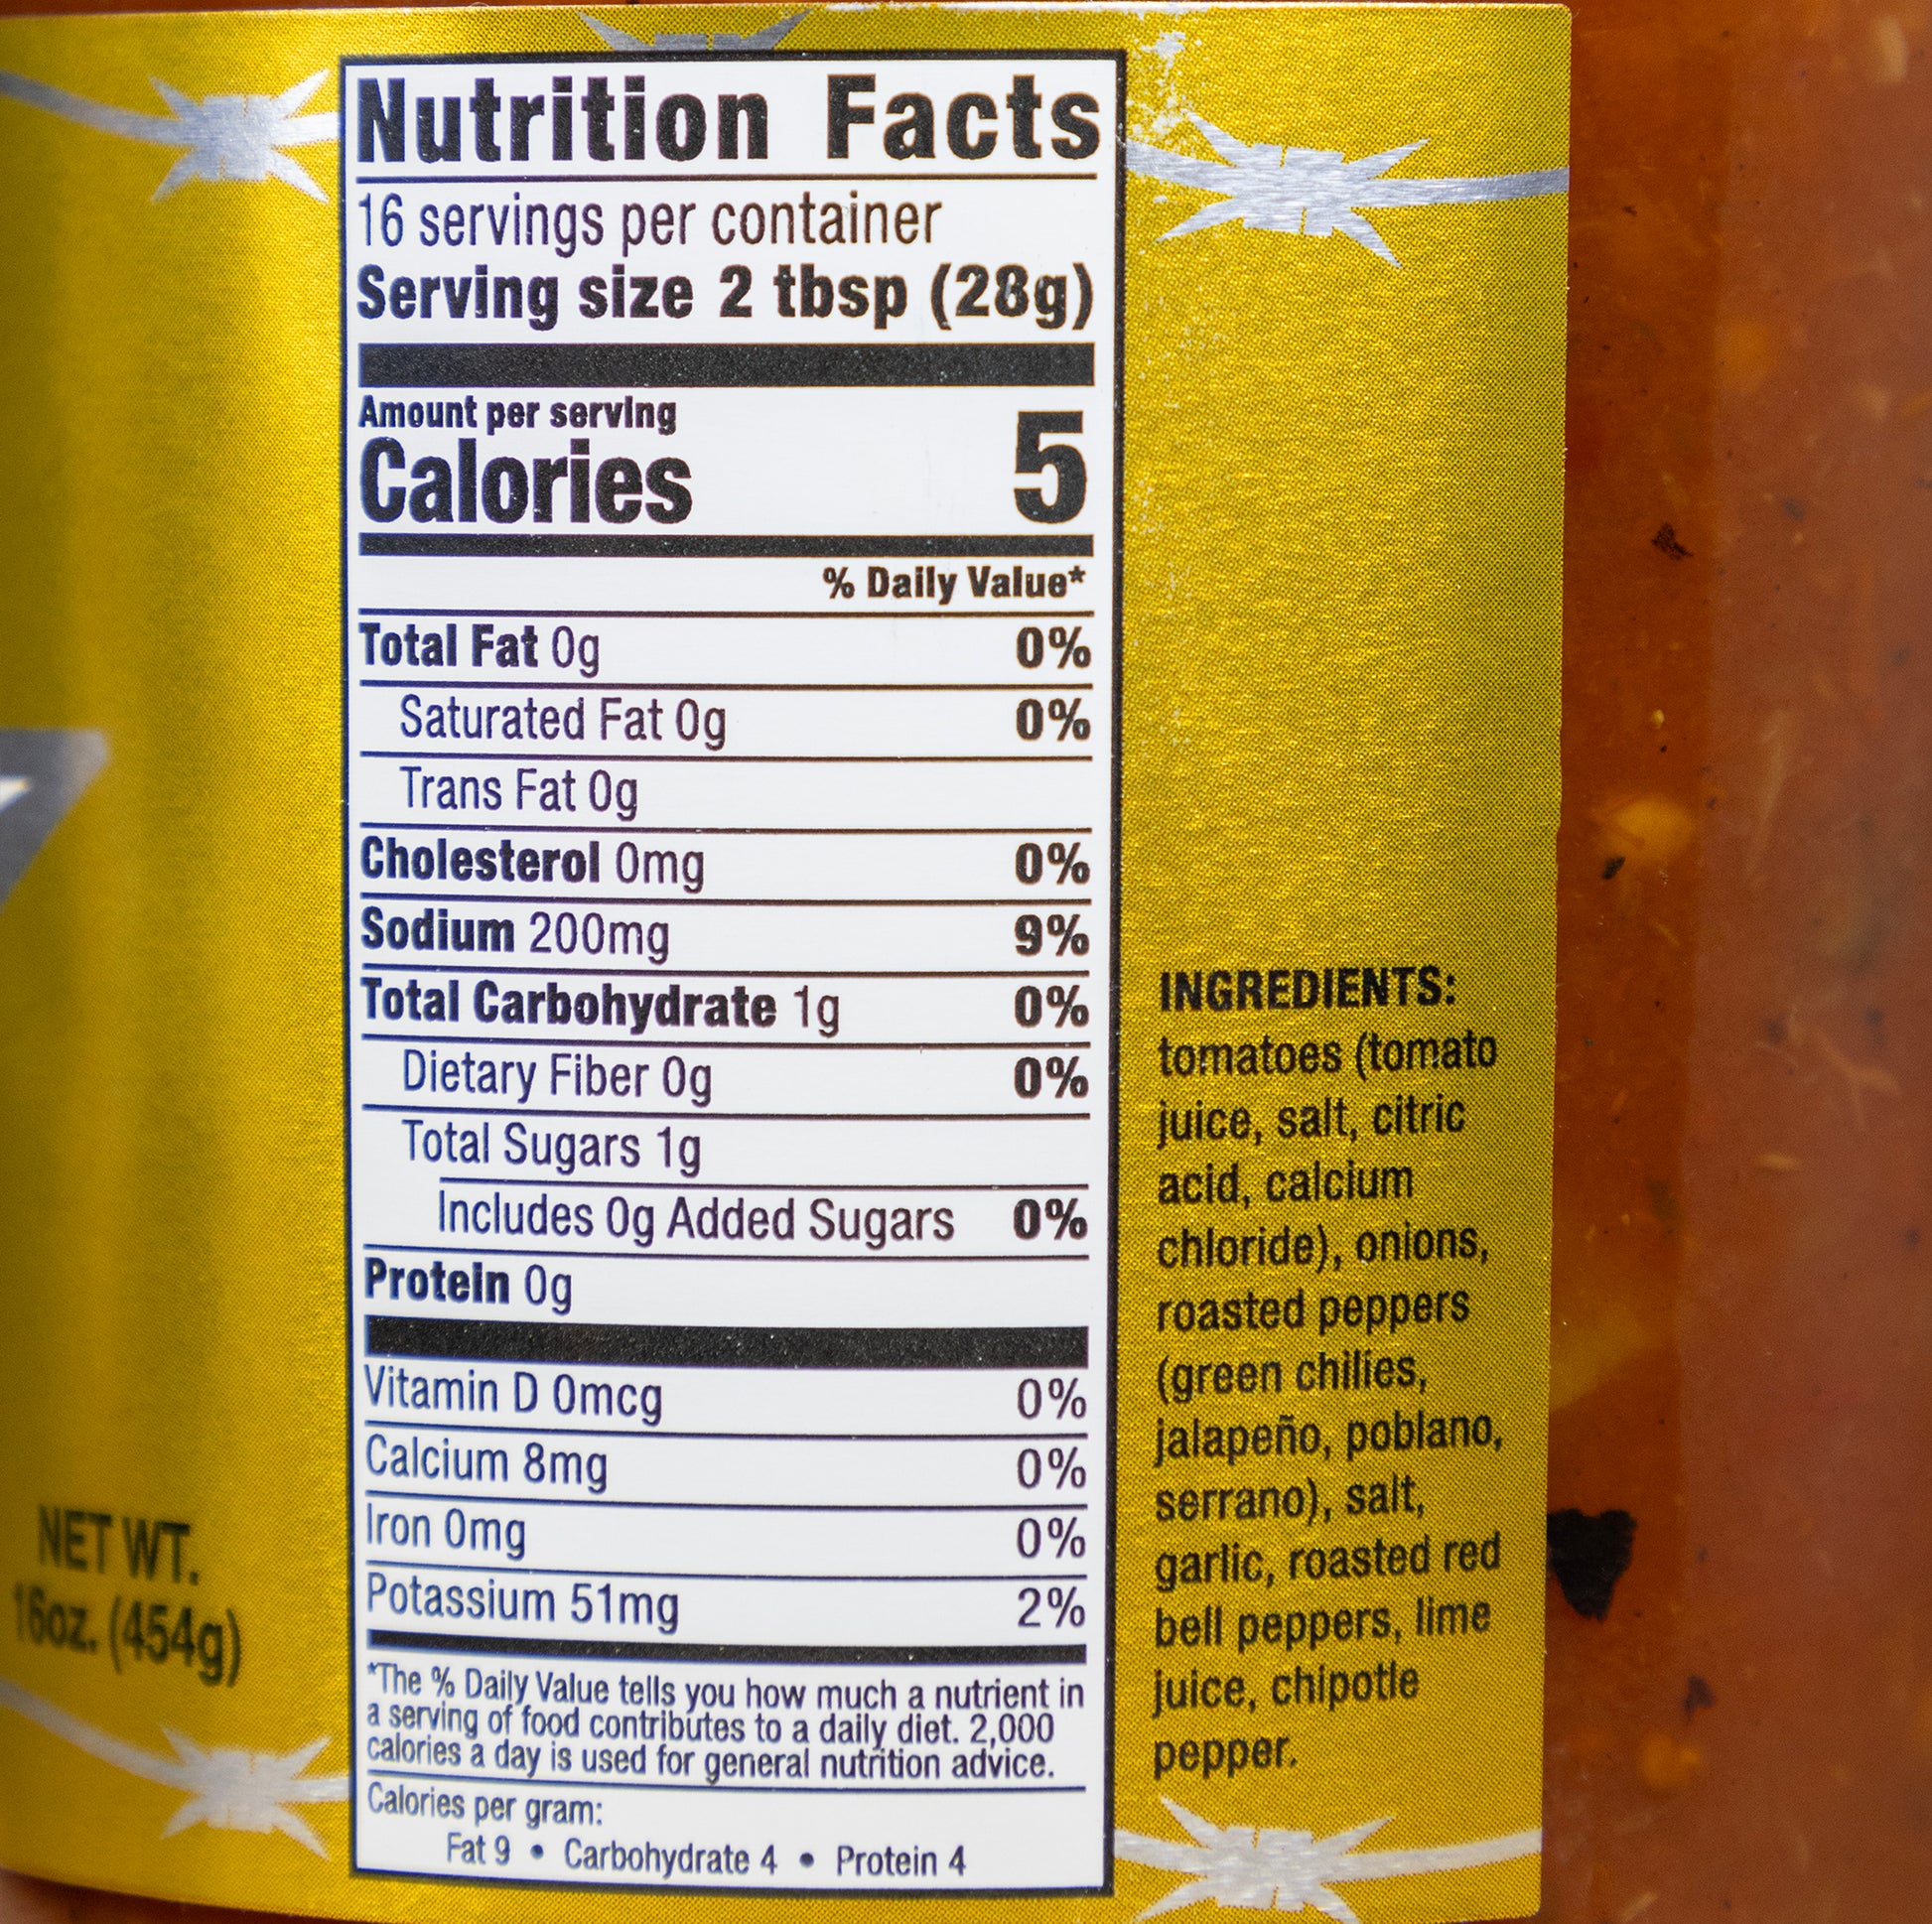 Nutrition Facts
16 servings per container
Serving size 2 tbsp (28g)
Amount per serving
Calories 5
% Daily Value*
Total Fat 0g 0%
Saturated Fat 0g 0%
Trans Fat 0g
Cholesterol 0mg 0%
Sodium 200mg 9%
Total Carbohydrate 1g 0%
Dietary Fiber 0g 0%
Total Sugars 1g
Includes 0g Added Sugars 0%
Protein 0g
Vitamin D 0mcg 0%
Calcium 8mg 0%
Iron 0mg 0%
Potassium 51mg 2%
*The % Daily Value tells you how much a nutrient in
a serving of food contributes to a daily diet. 2,000
calories a day is used for general nutrition advice.
Calories per gram:
Fat 9 • Carbohydrate 4 • Protein 4
INGREDIENTS:
tomatoes (tomato
juice, salt, citric
acid, calcium
chloride), onions,
roasted peppers
(green chilies,
jalapeño, poblano,
serrano), salt,
garlic, roasted red
bell peppers, lime
juice, chipotle
pepper.
NET WT.
16oz. (454g)